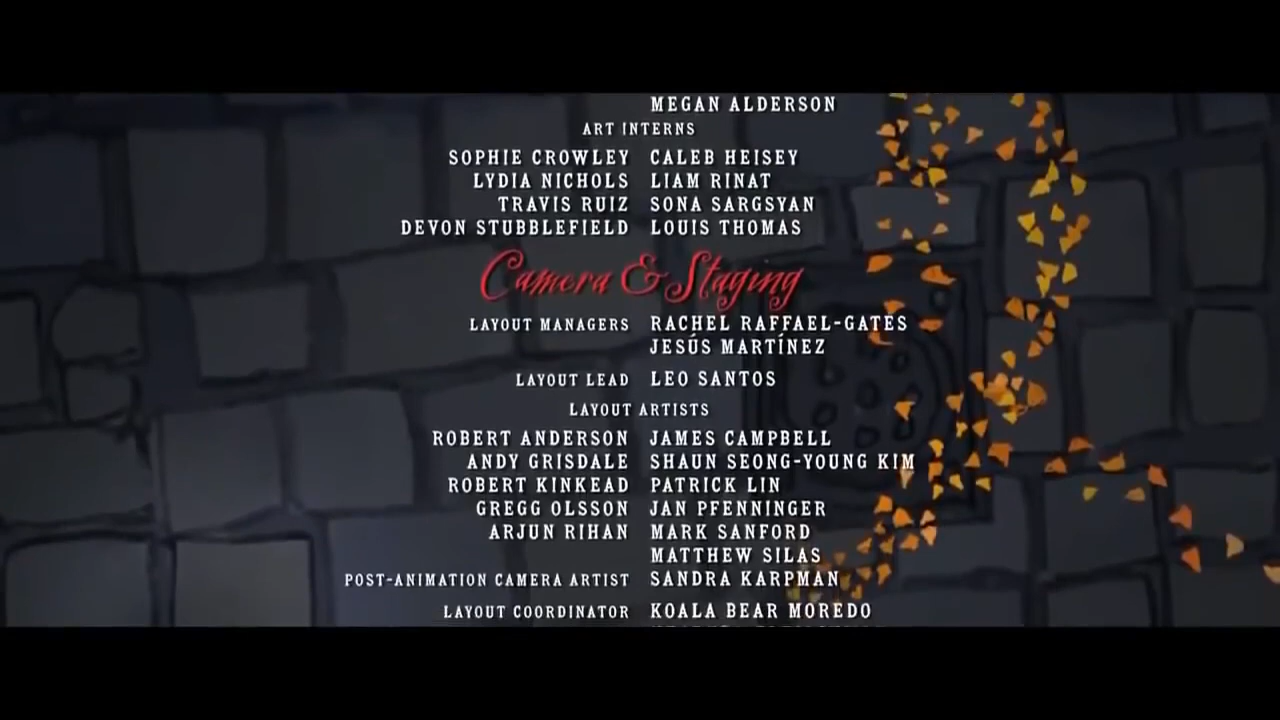 MEGAN ALDERSON
ART INTERNS
SOPHIE CROWLEY CALEB HEISEY
LYDIA NICHOLS LIAM RINAT
TRAVIS RUIZ SONA SARGSYAN
DEVON STUBBLEFIELD LOUIS THOMAS
Camera & Staging
LAYOUT MANAGERS RACHEL RAFFAEL-GATES
JESÚS MARTÍNEZ
LAYOUT LEAD LEO SANTOS
LAYOUT ARTISTS
ROBERT ANDERSON JAMES CAMPBELL
ANDY GRISDALE SHAUN SEONG-YOUNG KIM
ROBERT KINKEAD PATRICK LIN
GREGG OLSSON JAN PFENNINGER
ARJUN RIHAN MARK SANFORD
MATTHEW SILAS
POST-ANIMATION CAMERA ARTIST SANDRA KARPMAN
LAYOUT COORDINATOR KOALA BEAR MOREDO